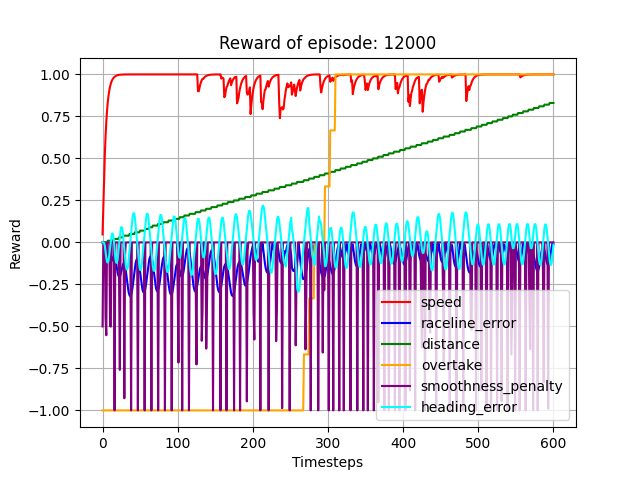 Reward of episode: 12000
Reward
1.00
0.75
0.50
0.25
0.00
−0.25
−0.50
−0.75
−1.00
speed
raceline_error
distance
overtake
smoothness_penalty
heading_error
0 100 200 300 400 500 600
Timesteps